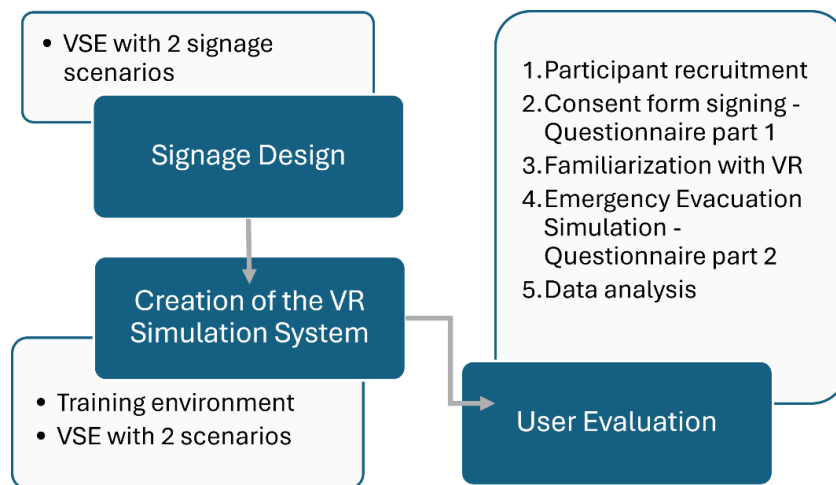 • VSE with 2 signage
scenarios
Signage Design
Creation of the VR
Simulation System
• Training environment
• VSE with 2 scenarios
1.Participant recruitment
2.Consent form signing -
Questionnaire part 1
3.Familiarization with VR
4.Emergency Evacuation
Simulation -
Questionnaire part 2
5.Data analysis
User Evaluation